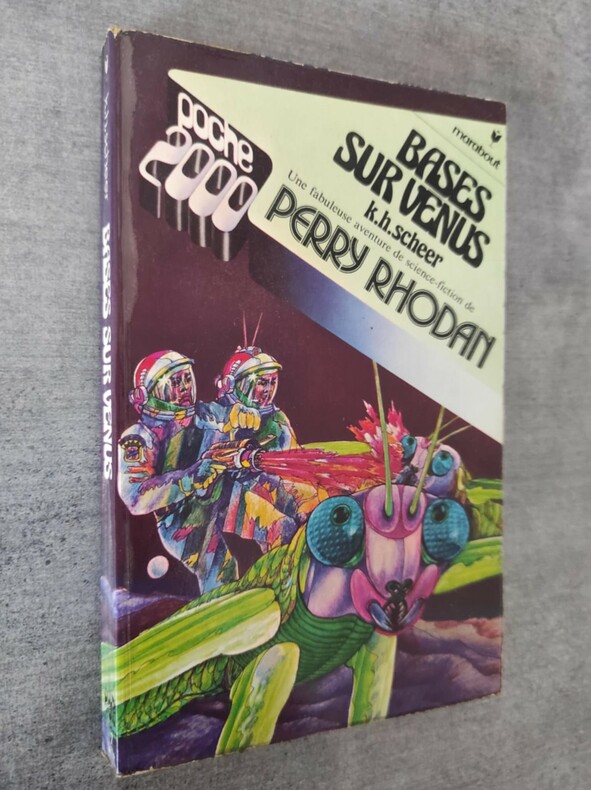 poche
2000
marabout
BASES
SUR VENUS
k.h.scheer
Une fabuleuse aventure de science-fiction de
PERRY RHODAN
BASES SUR VENUS